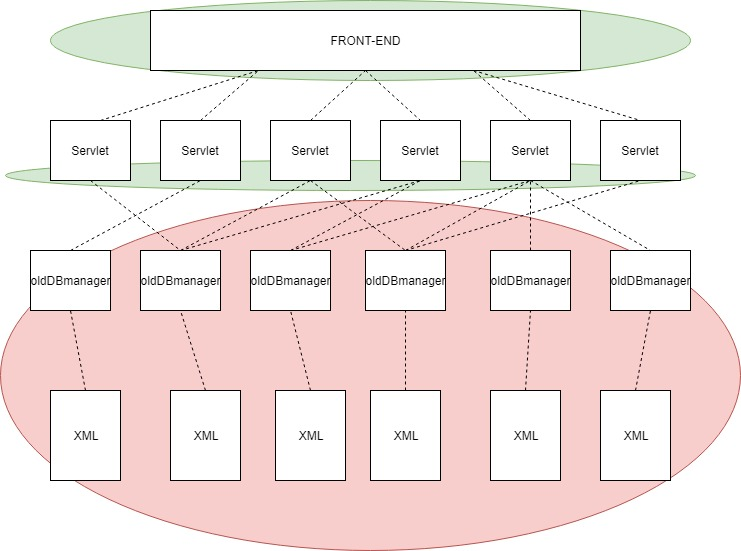 FRONT-END
Servlet
Servlet
Servlet
Servlet
Servlet
Servlet
oldDBmanager
oldDBmanager
oldDBmanager
oldDBmanager
oldDBmanager
oldDBmanager
XML
XML
XML
XML
XML
XML